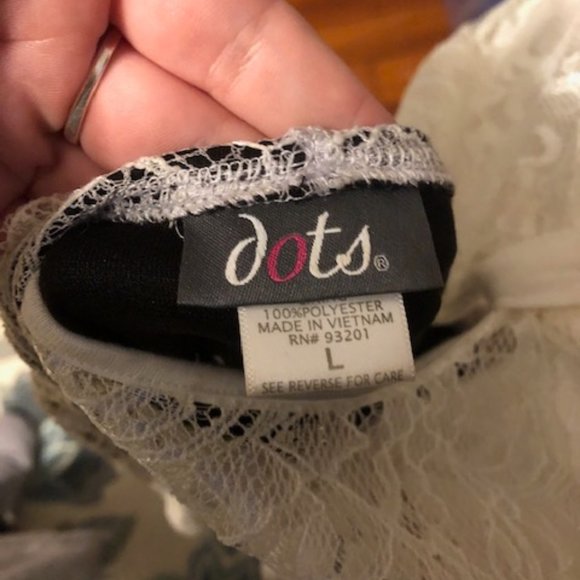 dots®
100%POLYESTER
MADE IN VIETNAM
RN# 93201
L
SEE REVERSE FOR CARE